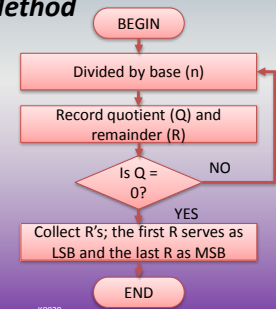 Method
BEGIN
Divided by base (n)
Record quotient (Q) and
remainder (R)
Is Q =
0?
NO
YES
Collect R's; the first R serves as
LSB and the last R as MSB
END